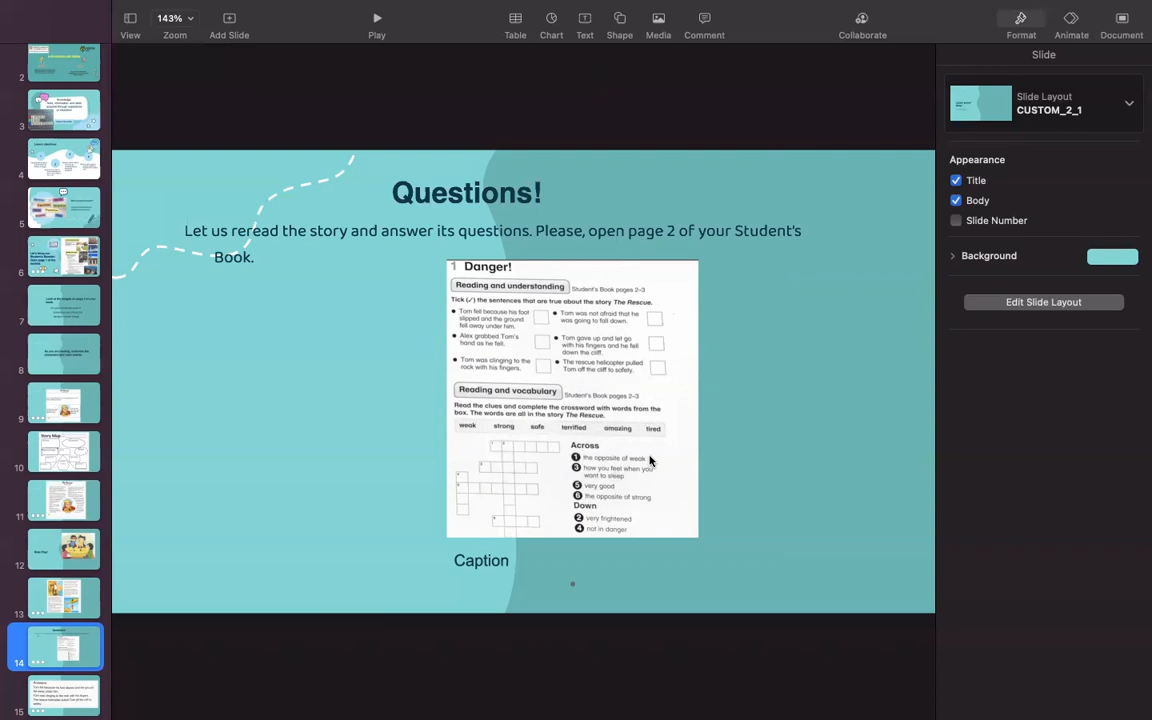 143%
View
Zoom
Add Slide
Play
Table
Chart
Text
Shape
Media
Comment
Collaborate
Format
Animate
Document
Slide
Slide Layout
CUSTOM_2_1
Appearance
Title
Body
Slide Number
Background
Edit Slide Layout
2
3
4
5
6
7
8
9
10
Story Map
11
12
Role Play!
13
14
15
Questions!
Let us reread the story and answer its questions. Please, open page 2 of your Student's
Book.
1 Danger!
Reading and understanding Student's Book pages 2–3
Tick (✓) the sentences that are true about the story The Rescue.
• Tom fell because his foot
slipped and the ground
fell away under him.
• Tom was not afraid that he
was going to fall down.
• Alex grabbed Tom's
hand as he fell.
• Tom gave up and let go
with his fingers and he fell
down the cliff.
• Tom was clinging to the
rock with his fingers.
• The rescue helicopter pulled
Tom off the cliff to safety.
Reading and vocabulary Student's Book pages 2–3
Read the clues and complete the crossword with words from the
box. The words are all in the story The Rescue.
weak strong safe terrified amazing tired
Across
1 the opposite of weak
3 how you feel when you
want to sleep
5 very good
6 the opposite of strong
Down
2 very frightened
4 not in danger
Caption